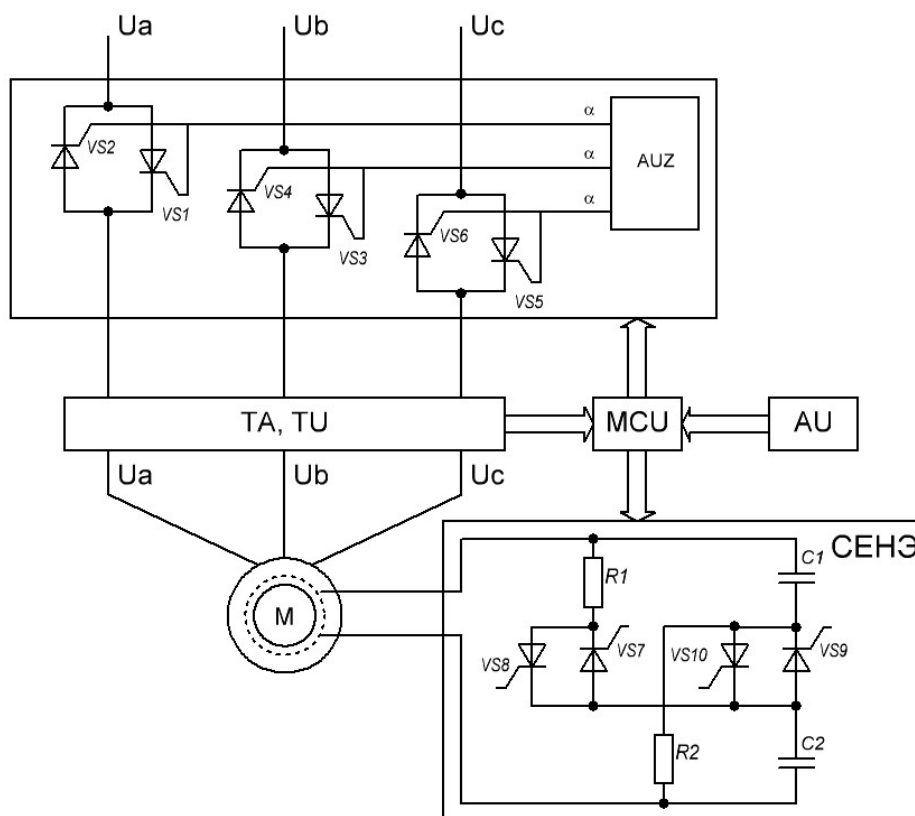 Ua
Ub
Uc
VS2
VS1
VS4
VS3
VS6
VS5
α
α
α
AUZ
TA, TU
MCU
AU
Ua
Ub
Uc
M
СЕНЭ
R1
C1
VS8
VS7
VS10
VS9
R2
C2